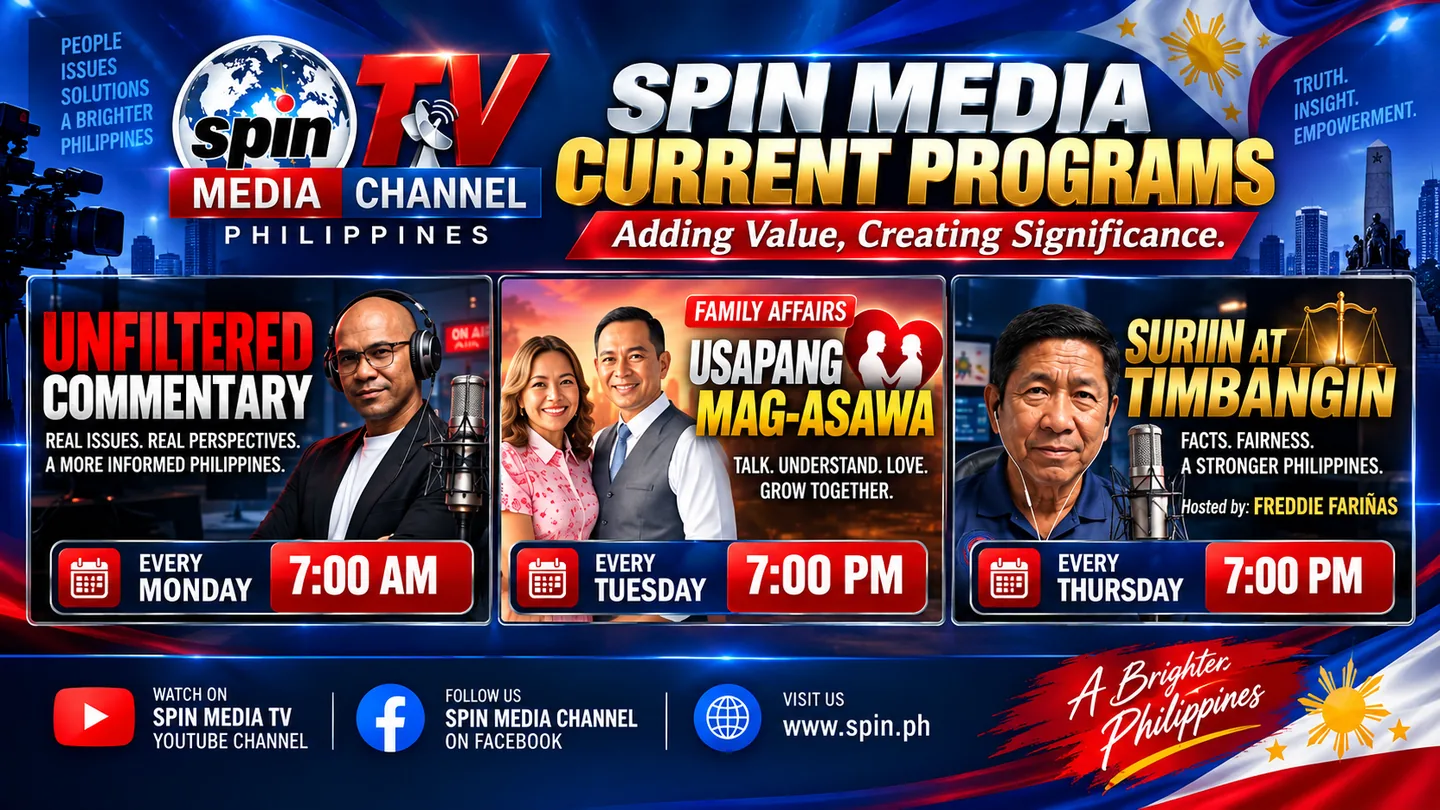 PEOPLE
ISSUES
SOLUTIONS
A BRIGHTER
PHILIPPINES
spin
TV
MEDIA CHANNEL
PHILIPPINES
SPIN MEDIA
CURRENT PROGRAMS
Adding Value, Creating Significance.
TRUTH.
INSIGHT.
EMPOWERMENT.
UNFILTERED
COMMENTARY
REAL ISSUES. REAL PERSPECTIVES.
A MORE INFORMED PHILIPPINES.
ON AIR
EVERY
MONDAY
7:00 AM
FAMILY AFFAIRS
USAPANG
MAG-ASAWA
TALK. UNDERSTAND. LOVE.
GROW TOGETHER.
EVERY
TUESDAY
7:00 PM
SURIIN AT
TIMBANGIN
FACTS. FAIRNESS.
A STRONGER PHILIPPINES.
Hosted by: FREDDIE FARIÑAS
EVERY
THURSDAY
7:00 PM
WATCH ON
SPIN MEDIA TV
YOUTUBE CHANNEL
FOLLOW US
SPIN MEDIA CHANNEL
ON FACEBOOK
VISIT US
www.spin.ph
A Brighter
Philippines